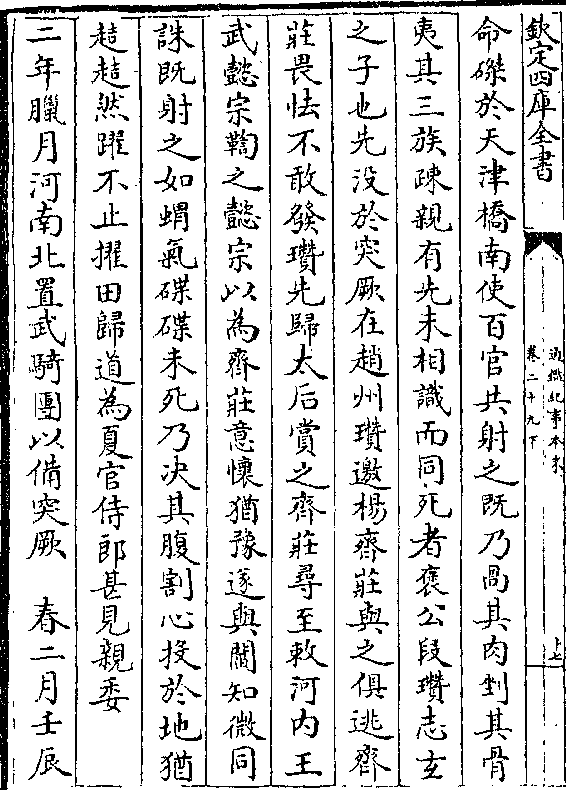 欽定四庫全書
通鑑紀事本末
卷二十九下
命磔於天津橋南使百官共射之既乃咼其肉剉其骨
夷其三族疎親有先未相識而同死者褒公段瓚志玄
之子也先没於突厥在趙州瓚邀楊齊莊與之俱逃齊
莊畏怯不敢發瓚先歸太后賞之齊莊尋至敕河内王
武懿宗鞫之懿宗以為齊莊意懷猶豫遂與閻知微同
誅既射之如蝟氣殜殜未死乃决其腹割心投於地猶
趌趌然躍不止擢田歸道為夏官侍郎甚見親委
二年臘月河南北置武騎團以備突厥　春二月壬辰